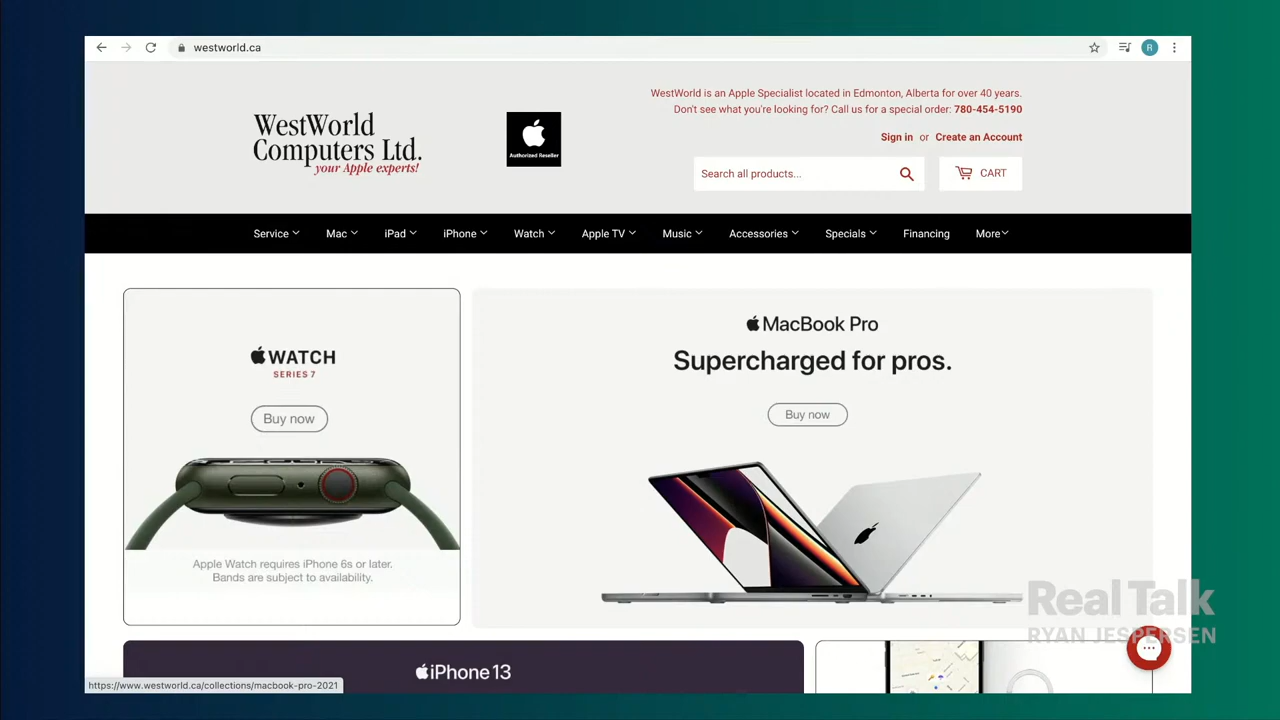 westworld.ca
R
WestWorld is an Apple Specialist located in Edmonton, Alberta for over 40 years.
Don't see what you're looking for? Call us for a special order: 780-454-5190
WestWorld
Computers Ltd.
your Apple experts!
Authorized Reseller
Sign in or Create an Account
Search all products...
CART
Service Mac iPad iPhone Watch Apple TV Music Accessories Specials Financing More
WATCH
SERIES 7
Buy now
Apple Watch requires iPhone 6s or later.
Bands are subject to availability.
MacBook Pro
Supercharged for pros.
Buy now
Real Talk
RYAN JESPERSEN
iPhone 13
https://www.westworld.ca/collections/macbook-pro-2021